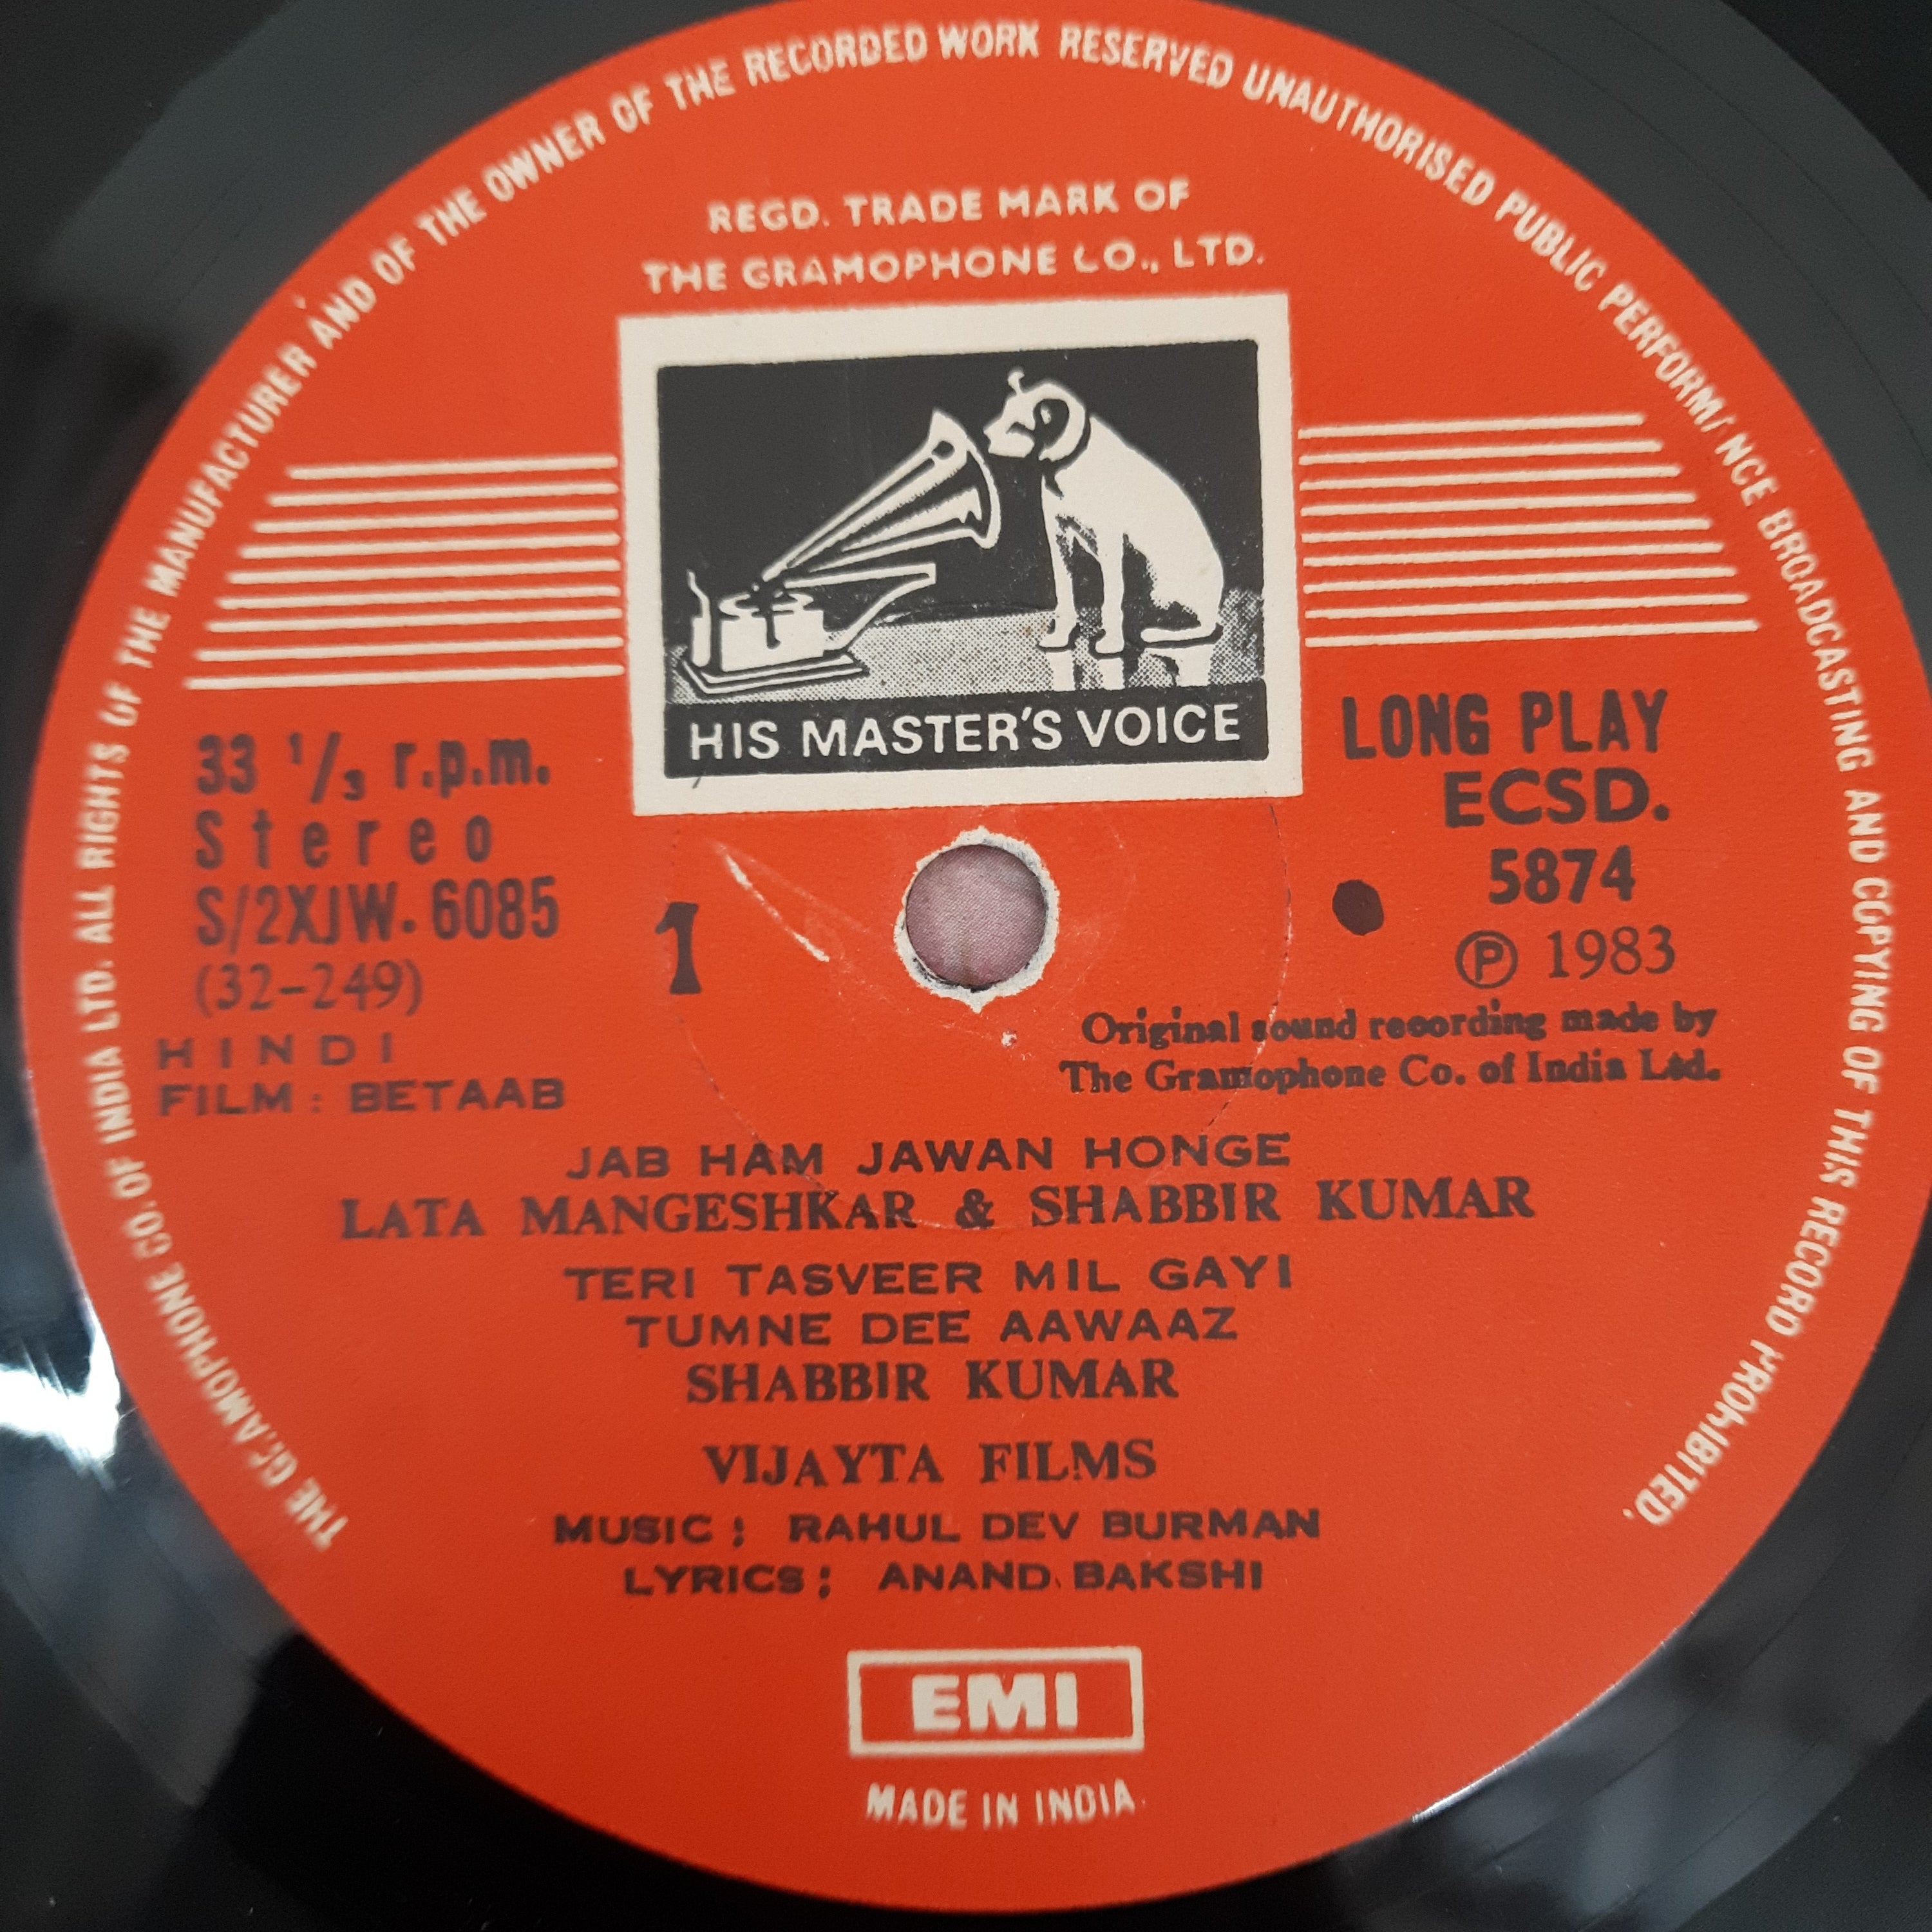 THE GRAMOPHONE CO. OF INDIA LTD. ALL RIGHTS OF THE MANUFACTURER AND OF THE OWNER OF THE RECORDED WORK RESERVED UNAUTHORISED PUBLIC PERFORMANCE BROADCASTING AND COPYING OF THIS RECORD PROHIBITED.
REGD. TRADE MARK OF
THE GRAMOPHONE CO., LTD.
HIS MASTER'S VOICE
33 1/3 r.p.m.
Stereo
S/2XJW. 6085
(32-249)
HINDI
FILM : BETAAB
1
LONG PLAY
ECSD.
5874
℗ 1983
Original sound recording made by
The Gramophone Co. of India Ltd.
JAB HAM JAWAN HONGE
LATA MANGESHKAR & SHABBIR KUMAR
TERI TASVEER MIL GAYI
TUMNE DEE AAWAAZ
SHABBIR KUMAR
VIJAYTA FILMS
MUSIC ; RAHUL DEV BURMAN
LYRICS ; ANAND BAKSHI
EMI
MADE IN INDIA